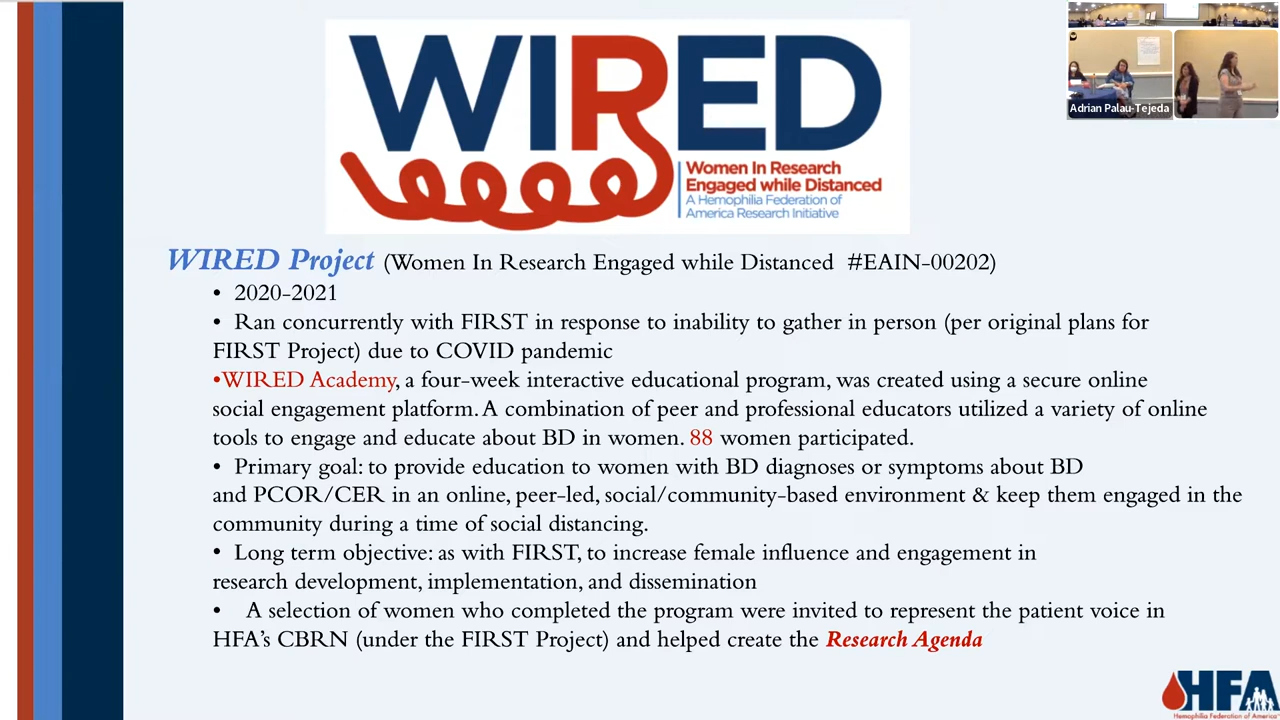 WIRED
Women In Research
Engaged while Distanced
A Hemophilia Federation of
America Research Initiative
Adrian Palau-Tejeda
WIRED Project (Women In Research Engaged while Distanced #EAIN-00202)
• 2020-2021
• Ran concurrently with FIRST in response to inability to gather in person (per original plans for
FIRST Project) due to COVID pandemic
•WIRED Academy, a four-week interactive educational program, was created using a secure online
social engagement platform. A combination of peer and professional educators utilized a variety of online
tools to engage and educate about BD in women. 88 women participated.
• Primary goal: to provide education to women with BD diagnoses or symptoms about BD
and PCOR/CER in an online, peer-led, social/community-based environment & keep them engaged in the
community during a time of social distancing.
• Long term objective: as with FIRST, to increase female influence and engagement in
research development, implementation, and dissemination
• A selection of women who completed the program were invited to represent the patient voice in
HFA's CBRN (under the FIRST Project) and helped create the Research Agenda
HFA
Hemophilia Federation of America